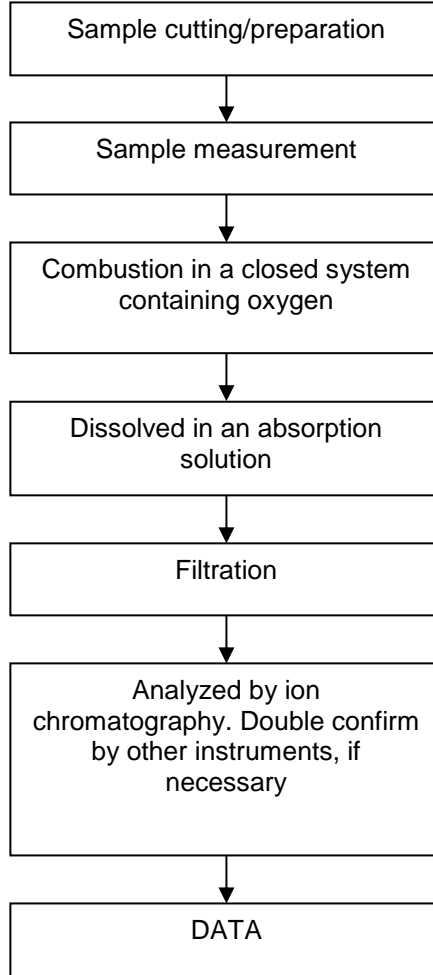 Sample cutting/preparation
Sample measurement
Combustion in a closed system
containing oxygen
Dissolved in an absorption
solution
Filtration
Analyzed by ion
chromatography. Double confirm
by other instruments, if
necessary
DATA